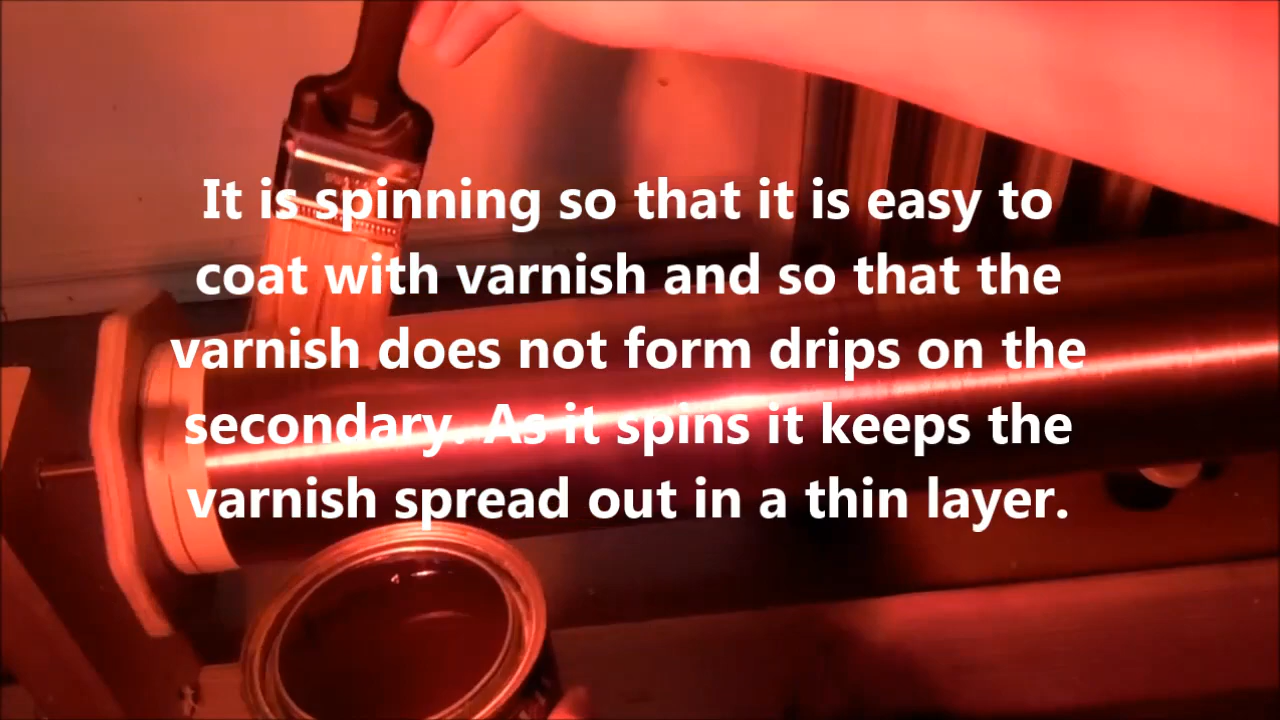 It is spinning so that it is easy to
coat with varnish and so that the
varnish does not form drips on the
secondary. As it spins it keeps the
varnish spread out in a thin layer.